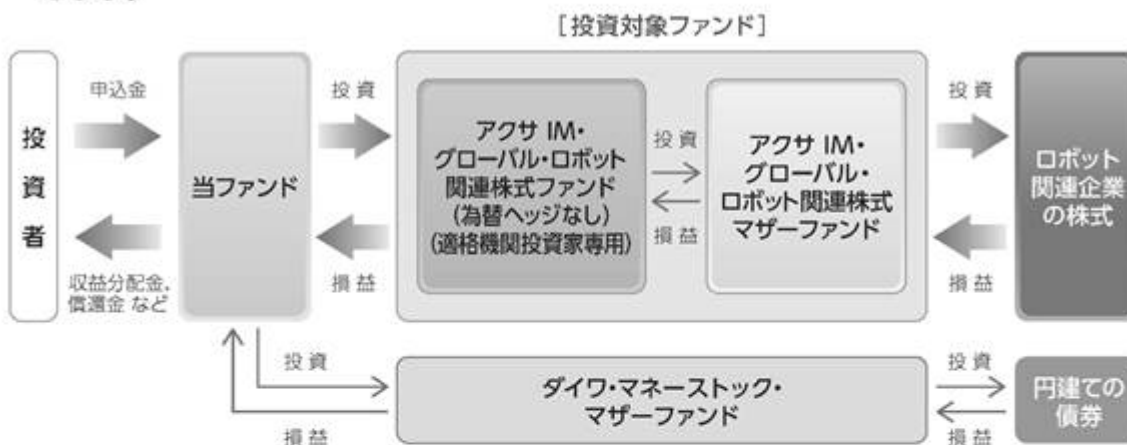 [投資対象ファンド]
投資者
申込金
収益分配金、
償還金 など
当ファンド
投資
損益
アクサ IM・
グローバル・ロボット
関連株式ファンド
(為替ヘッジなし)
(適格機関投資家専用)
投資
損益
アクサ IM・
グローバル・
ロボット関連株式
マザーファンド
投資
損益
ロボット
関連企業
の株式
投資
損益
ダイワ・マネーストック・
マザーファンド
投資
損益
円建ての
債券